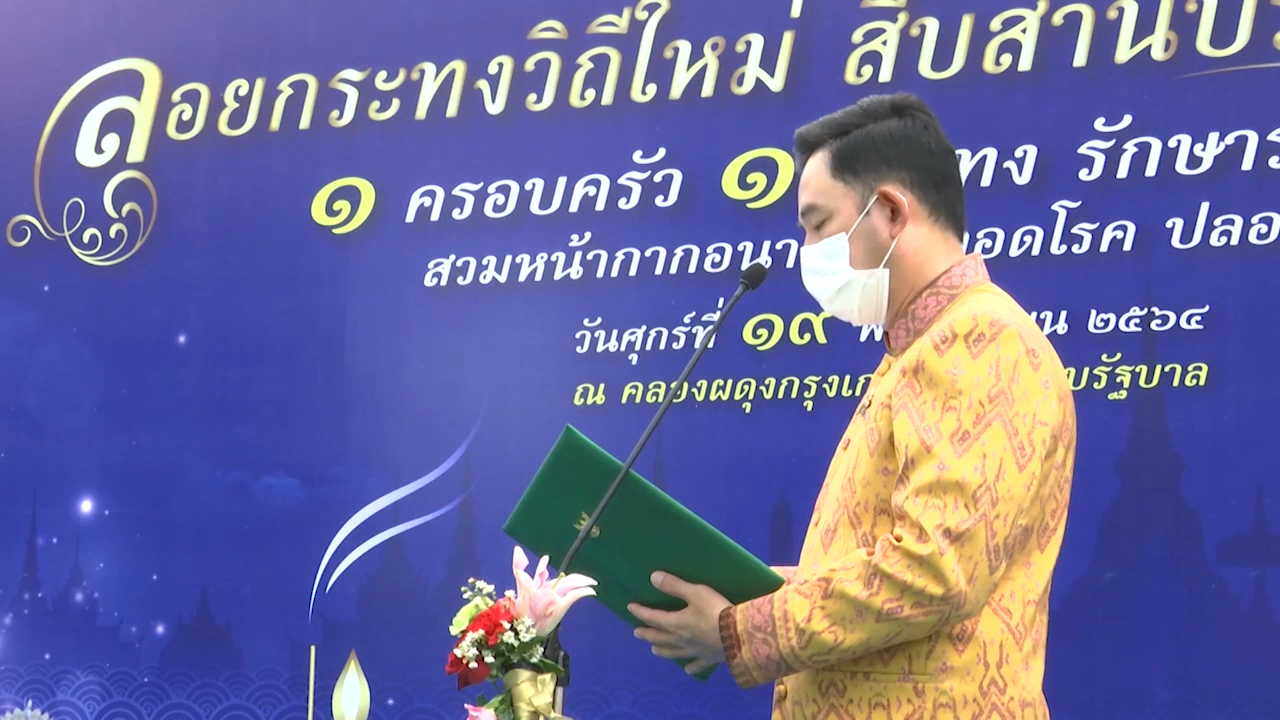 ลอยกระทงวิถีใหม่ สืบสาน
๑ ครอบครัว ๑ ทง รักษา
สวมหน้ากากอนา อดโรค ปลอ
วันศุกร์ที่ ๑๙ พ น ๒๕๖๔
ณ คลองผดุงกรุงเก บรัฐบาล